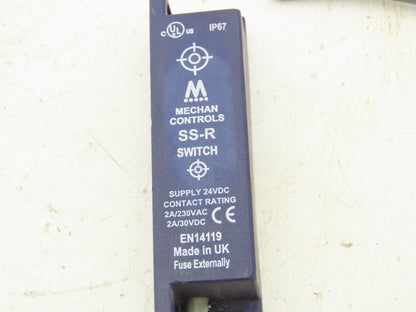 c UL us IP67
M
MECHAN
CONTROLS
SS-R
SWITCH
SUPPLY 24VDC
CONTACT RATING
2A/230VAC
2A/30VDC CE
EN14119
Made in UK
Fuse Externally